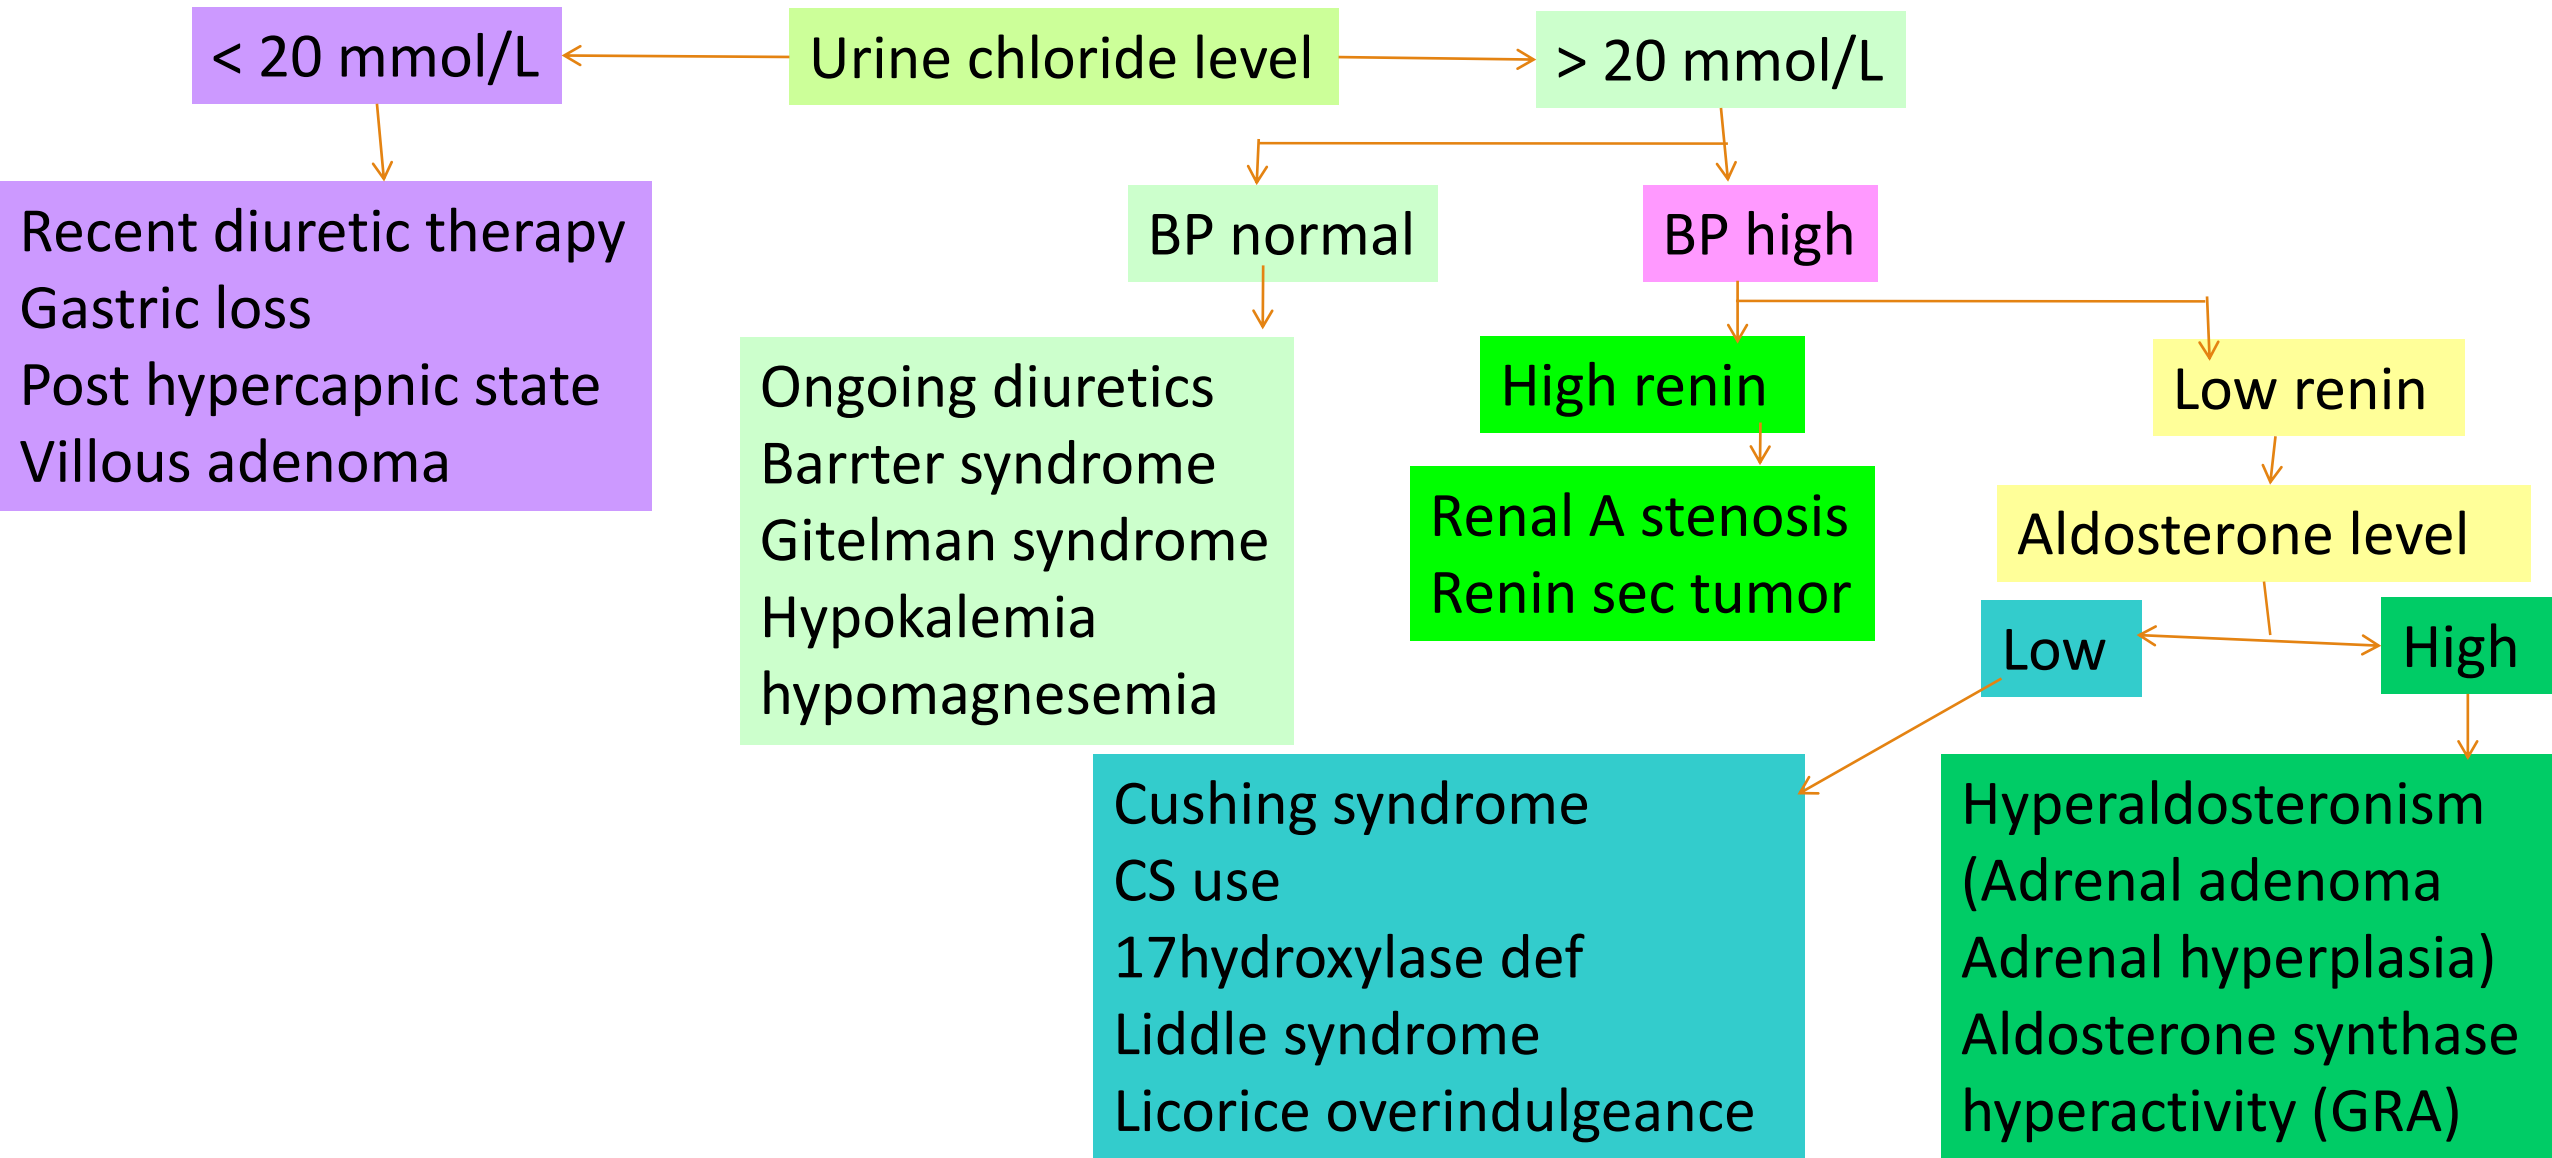 < 20 mmol/L
Urine chloride level
> 20 mmol/L
Recent diuretic therapy
Gastric loss
Post hypercapnic state
Villous adenoma
BP normal
BP high
Ongoing diuretics
Barrter syndrome
Gitelman syndrome
Hypokalemia
hypomagnesemia
High renin
Low renin
Renal A stenosis
Renin sec tumor
Aldosterone level
Low
High
Cushing syndrome
CS use
17hydroxylase def
Liddle syndrome
Licorice overindulgeance
Hyperaldosteronism
(Adrenal adenoma
Adrenal hyperplasia)
Aldosterone synthase
hyperactivity (GRA)